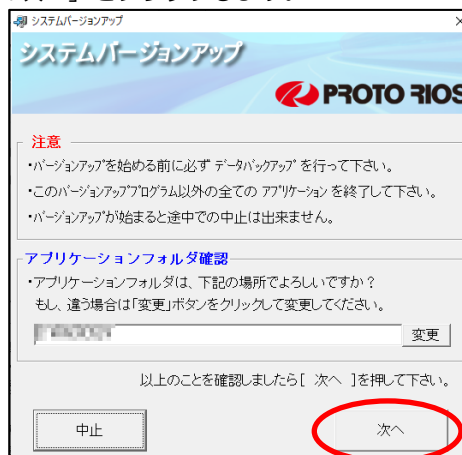 システムバージョンアップ
システムバージョンアップ
PROTO RIOS
注意
・バージョンアップを始める前に必ず データバックアップ を行って下さい。
・このバージョンアッププログラム以外の全ての アプリケーション を終了して下さい。
・バージョンアップが始まると途中での中止は出来ません。
アプリケーションフォルダ確認
・アプリケーションフォルダは、下記の場所でよろしいですか？
もし、違う場合は「変更」ボタンをクリックして変更してください。
変更
以上のことを確認しましたら[ 次へ ]を押して下さい。
中止
次へ